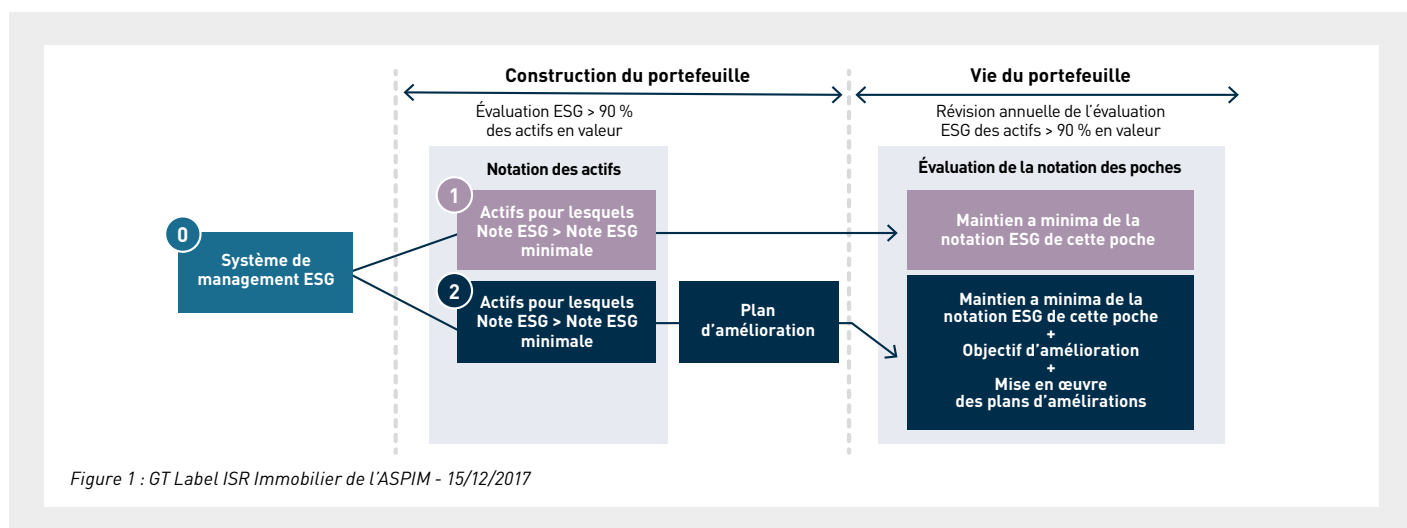 Construction du portefeuille
Vie du portefeuille
Évaluation ESG > 90 %
des actifs en valeur
Révision annuelle de l'évaluation
ESG des actifs > 90 % en valeur
Notation des actifs
Évaluation de la notation des poches
0
Système de
management ESG
1
Actifs pour lesquels
Note ESG > Note ESG
minimale
Maintien a minima de la
notation ESG de cette poche
2
Actifs pour lesquels
Note ESG > Note ESG
minimale
Plan
d'amélioration
Maintien a minima de la
notation ESG de cette poche
+
Objectif d'amélioration
+
Mise en œuvre
des plans d'amélirations
Figure 1 : GT Label ISR Immobilier de l'ASPIM - 15/12/2017